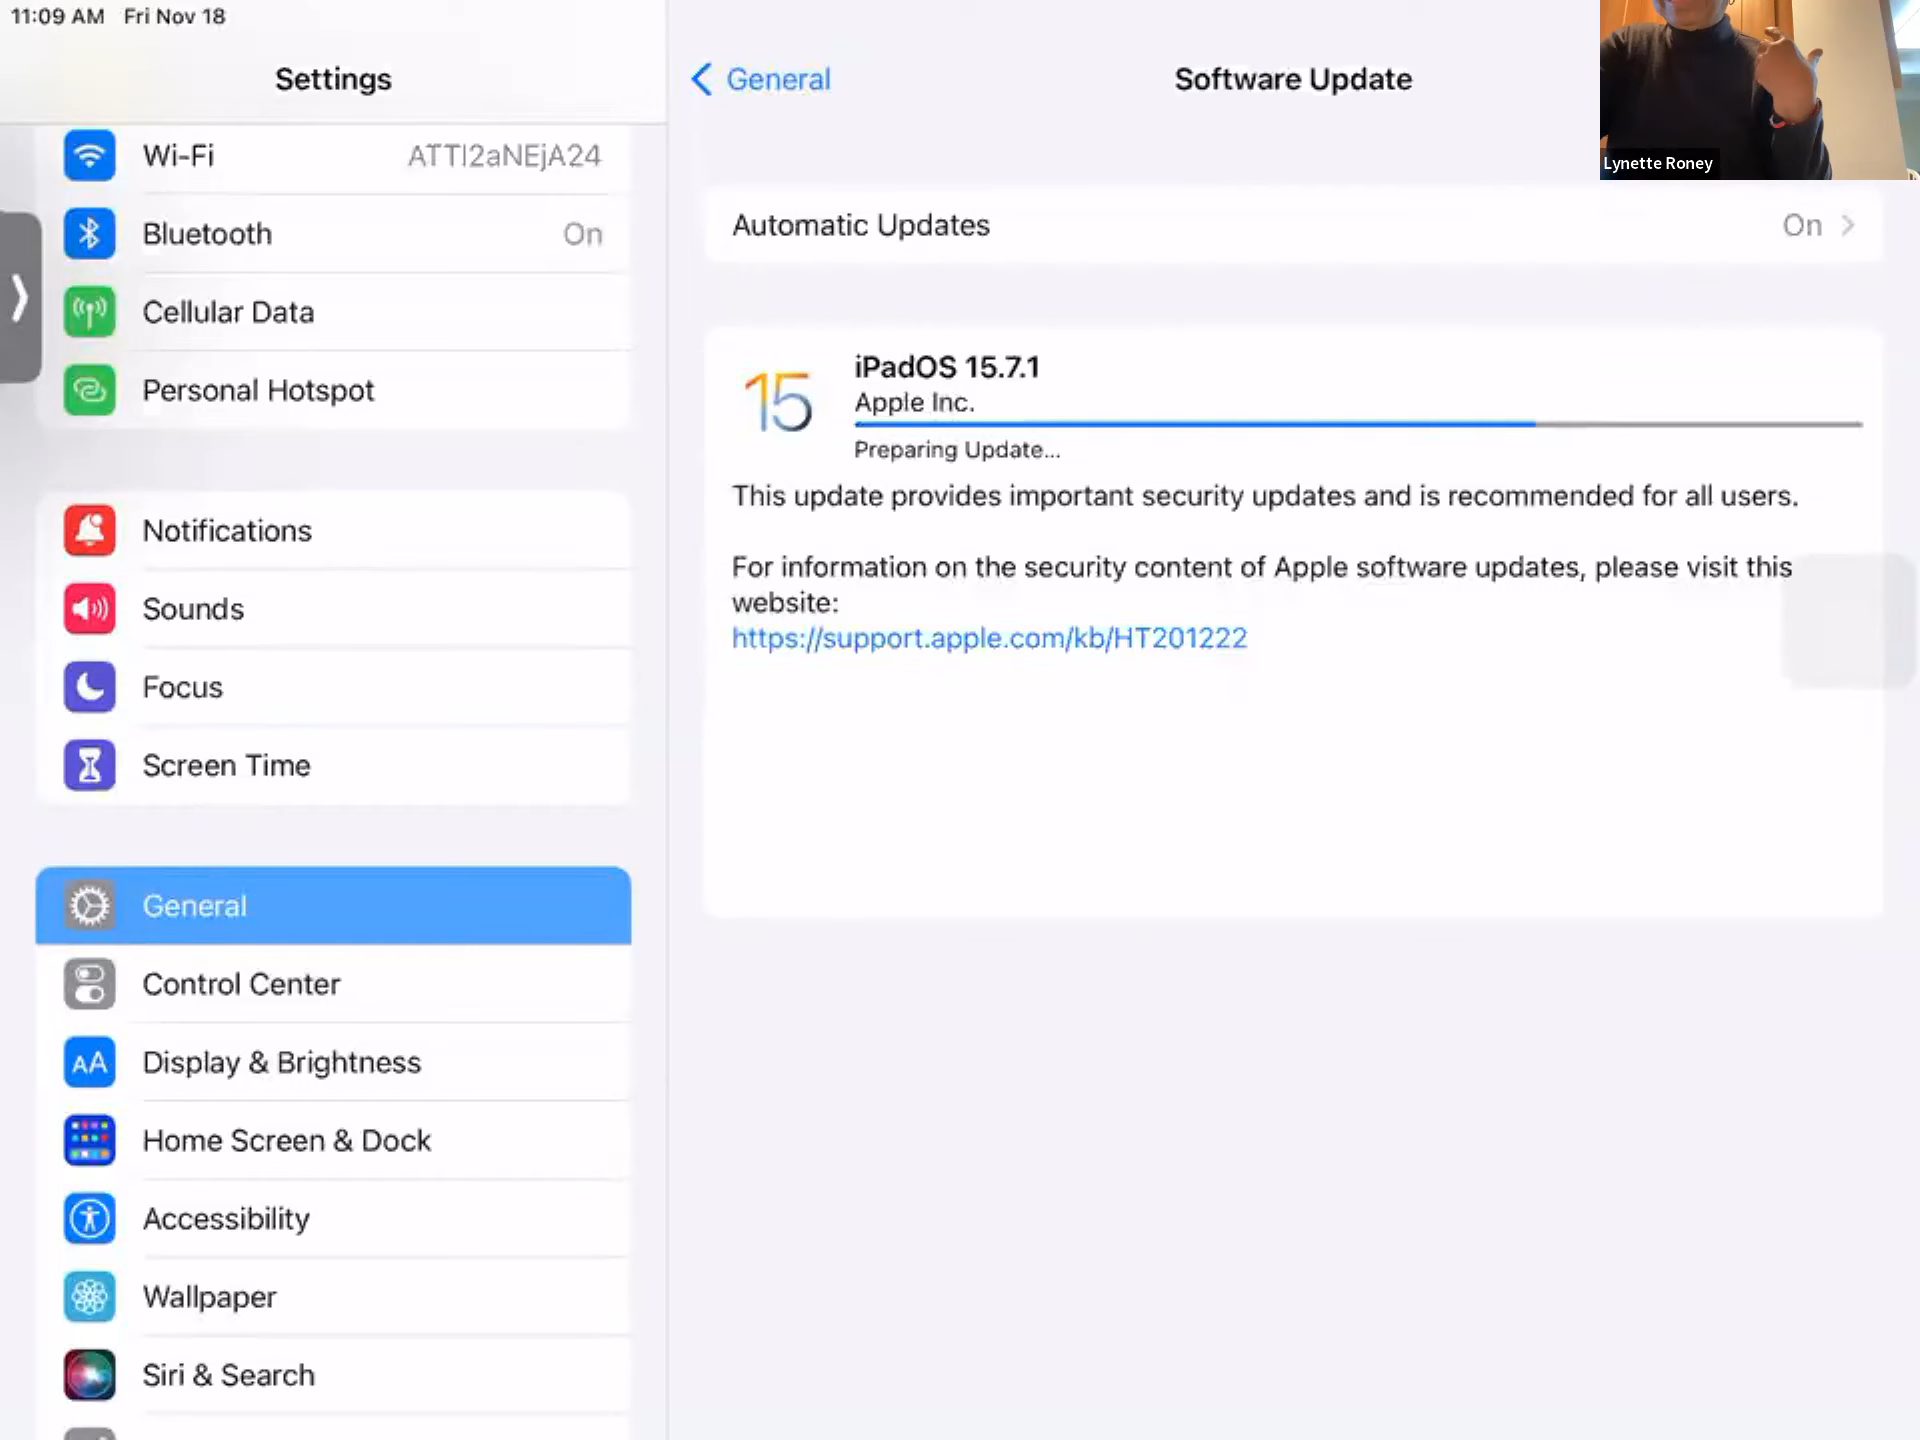 11:09 AM Fri Nov 18
Settings
Wi-Fi ATTI2aNEjA24
Bluetooth On
Cellular Data
Personal Hotspot
Notifications
Sounds
Focus
Screen Time
General
Control Center
AA Display & Brightness
Home Screen & Dock
Accessibility
Wallpaper
Siri & Search
General
Software Update
Lynette Roney
Automatic Updates On
15
iPadOS 15.7.1
Apple Inc.
Preparing Update...
This update provides important security updates and is recommended for all users.
For information on the security content of Apple software updates, please visit this
website:
https://support.apple.com/kb/HT201222